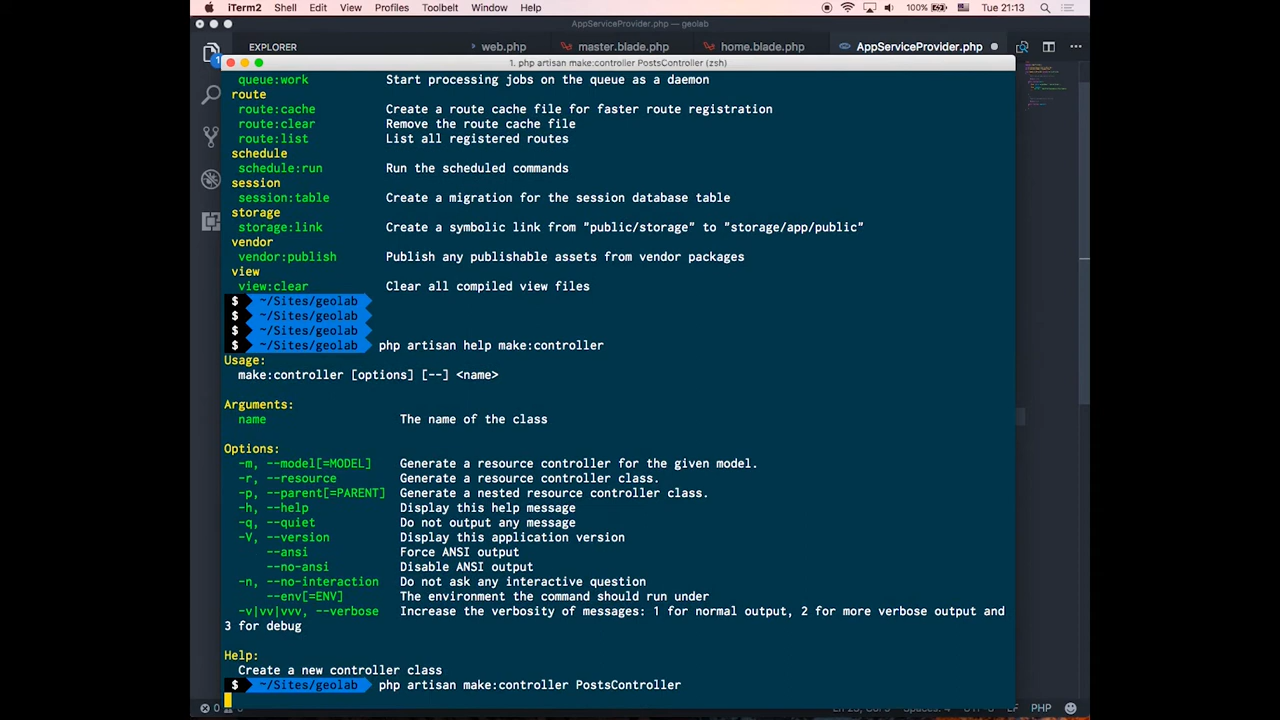 iTerm2 Shell Edit View Profiles Toolbelt Window Help 100% Tue 21:13
AppServiceProvider.php — geolab
EXPLORER web.php master.blade.php home.blade.php AppServiceProvider.php
1. php artisan make:controller PostsController (zsh)
queue:work Start processing jobs on the queue as a daemon
route
route:cache Create a route cache file for faster route registration
route:clear Remove the route cache file
route:list List all registered routes
schedule
schedule:run Run the scheduled commands
session
session:table Create a migration for the session database table
storage
storage:link Create a symbolic link from "public/storage" to "storage/app/public"
vendor
vendor:publish Publish any publishable assets from vendor packages
view
view:clear Clear all compiled view files
$ ~/Sites/geolab
$ ~/Sites/geolab
$ ~/Sites/geolab
$ ~/Sites/geolab php artisan help make:controller
Usage:
make:controller [options] [--] <name>
Arguments:
name The name of the class
Options:
-m, --model[=MODEL] Generate a resource controller for the given model.
-r, --resource Generate a resource controller class.
-p, --parent[=PARENT] Generate a nested resource controller class.
-h, --help Display this help message
-q, --quiet Do not output any message
-V, --version Display this application version
--ansi Force ANSI output
--no-ansi Disable ANSI output
-n, --no-interaction Do not ask any interactive question
--env[=ENV] The environment the command should run under
-v|vv|vvv, --verbose Increase the verbosity of messages: 1 for normal output, 2 for more verbose output and
3 for debug
Help:
Create a new controller class
$ ~/Sites/geolab php artisan make:controller PostsController
0 PHP